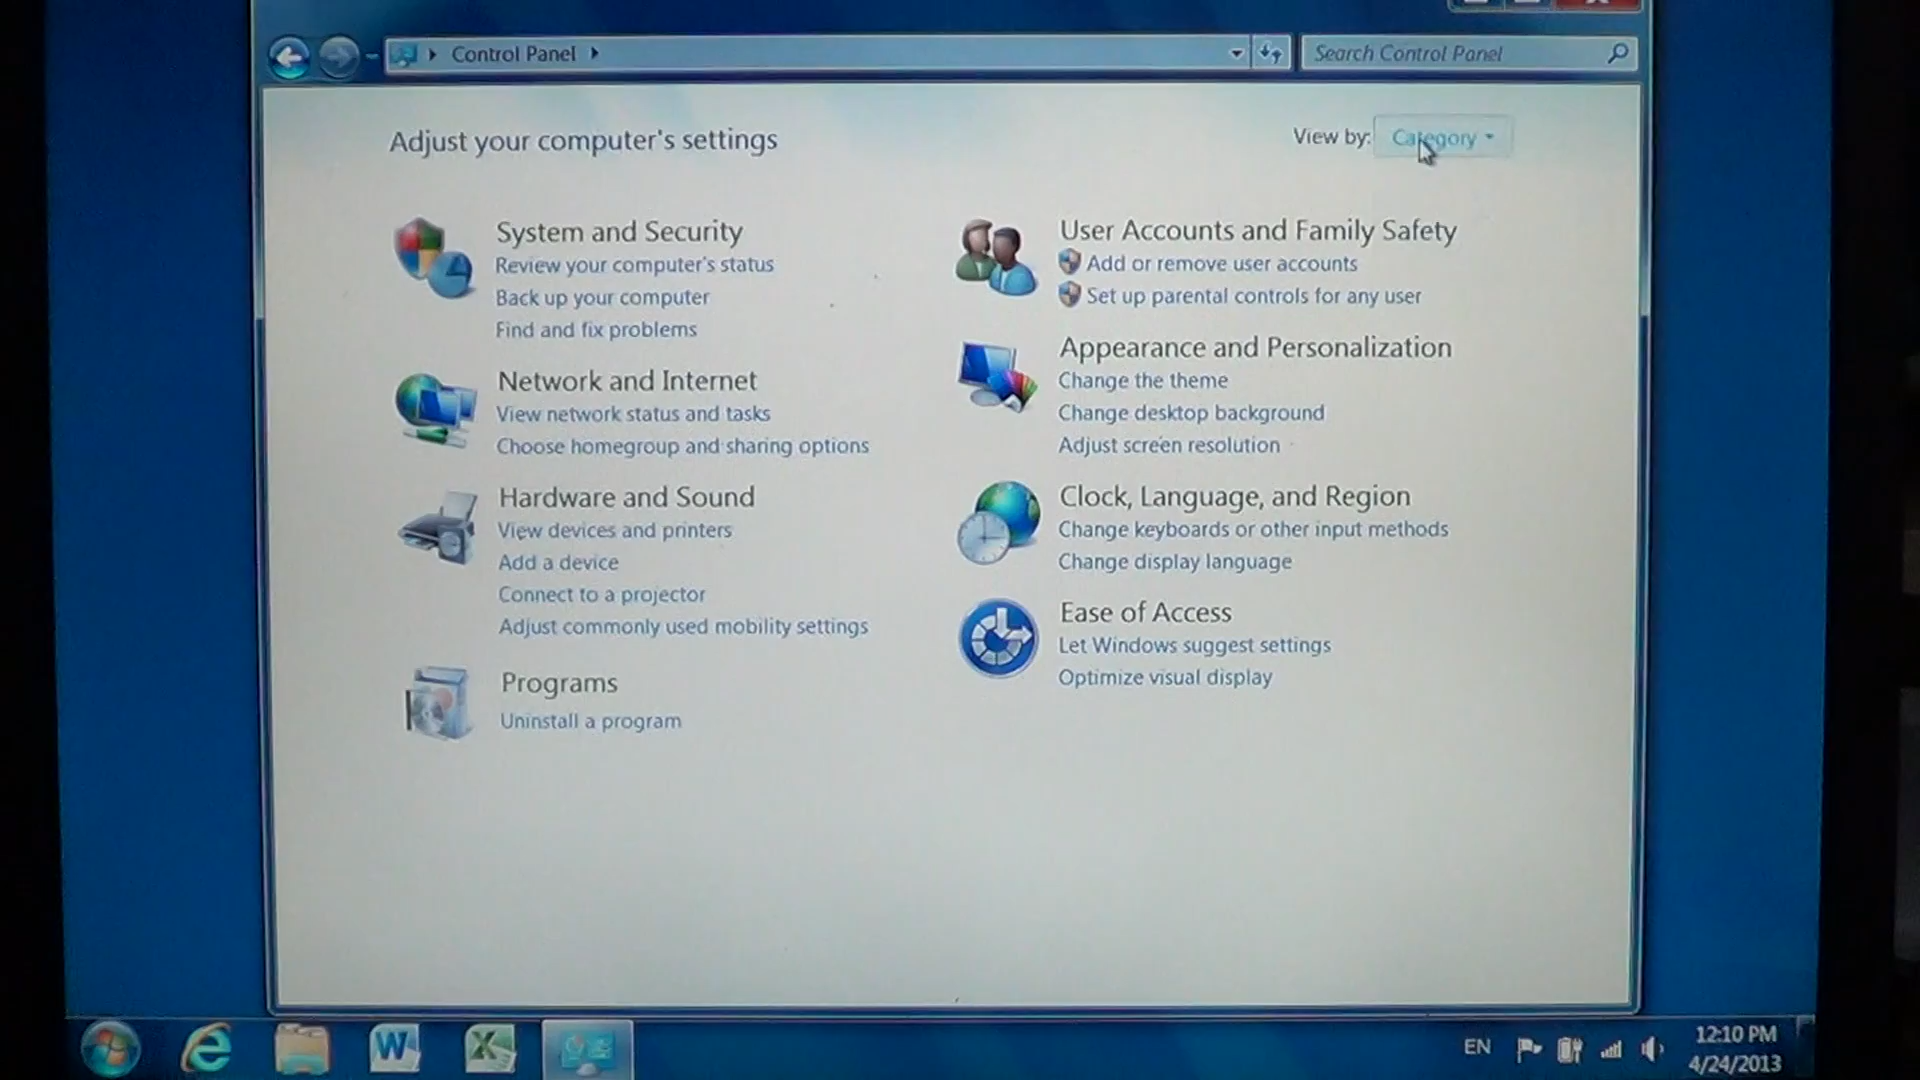 Control Panel
Search Control Panel
Adjust your computer's settings
View by:
Category
System and Security
Review your computer's status
Back up your computer
Find and fix problems
Network and Internet
View network status and tasks
Choose homegroup and sharing options
Hardware and Sound
View devices and printers
Add a device
Connect to a projector
Adjust commonly used mobility settings
Programs
Uninstall a program
User Accounts and Family Safety
Add or remove user accounts
Set up parental controls for any user
Appearance and Personalization
Change the theme
Change desktop background
Adjust screen resolution
Clock, Language, and Region
Change keyboards or other input methods
Change display language
Ease of Access
Let Windows suggest settings
Optimize visual display
EN
12:10 PM
4/24/2013